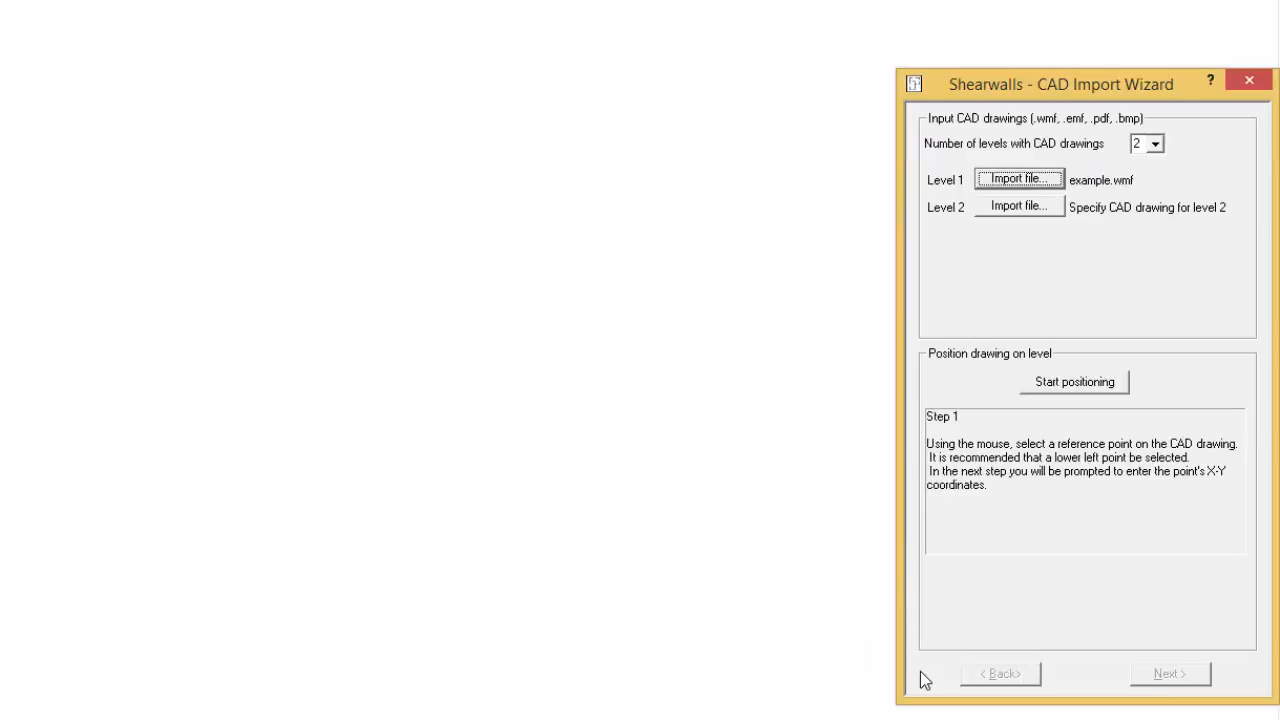 Shearwalls - CAD Import Wizard ?
Input CAD drawings (.wmf, .emf, .pdf, .bmp)
Number of levels with CAD drawings 2
Level 1 Import file... example.wmf
Level 2 Import file... Specify CAD drawing for level 2
Position drawing on level
Start positioning
Step 1
Using the mouse, select a reference point on the CAD drawing.
It is recommended that a lower left point be selected.
In the next step you will be prompted to enter the point's X-Y
coordinates.
< Back> Next >